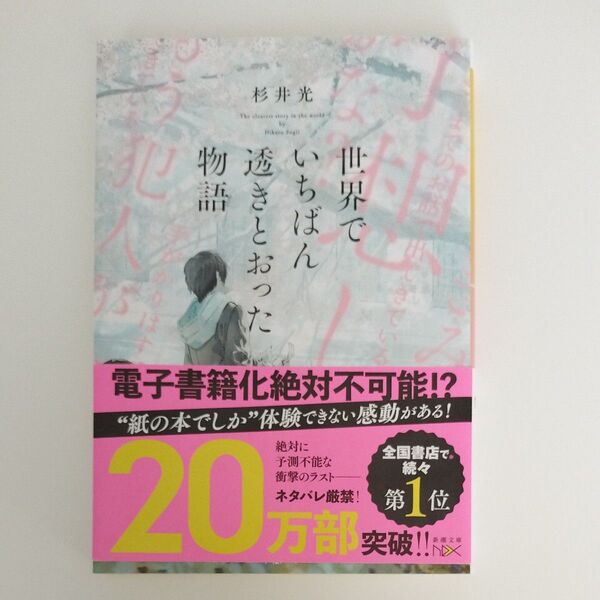 杉井光
The clearest story in the world
by
Hikaru Sugii
世界で
いちばん
透きとおった
物語
電子書籍化絶対不可能!?
“紙の本でしか”体験できない感動がある!
20万部突破!!
絶対に
予測不能な
衝撃のラスト――
ネタバレ厳禁!
全国書店で
続々
第1位
新潮文庫
nex